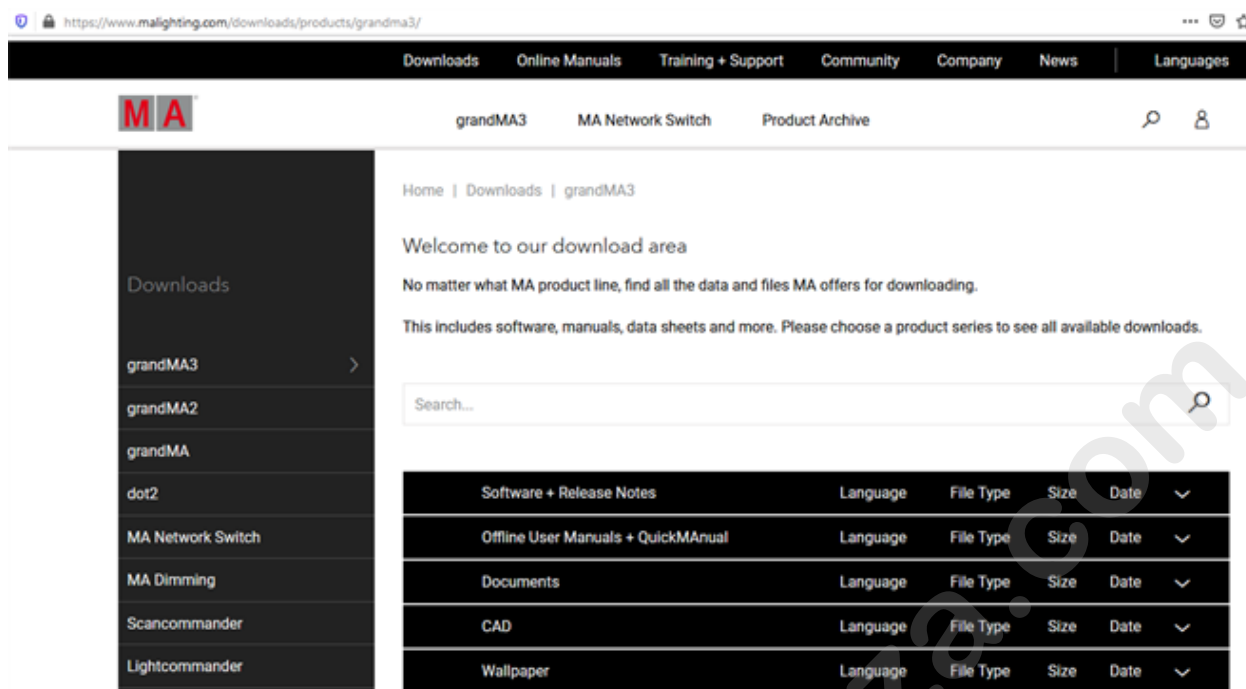 https://www.malighting.com/downloads/products/grandma3/
Downloads Online Manuals Training + Support Community Company News Languages
MA
grandMA3 MA Network Switch Product Archive
Home | Downloads | grandMA3
Welcome to our download area
No matter what MA product line, find all the data and files MA offers for downloading.
This includes software, manuals, data sheets and more. Please choose a product series to see all available downloads.
Search...
Downloads
grandMA3
grandMA2
grandMA
dot2
MA Network Switch
MA Dimming
Scancommander
Lightcommander
Software + Release Notes Language File Type Size Date
Offline User Manuals + QuickMAnual Language File Type Size Date
Documents Language File Type Size Date
CAD Language File Type Size Date
Wallpaper Language File Type Size Date
za.com